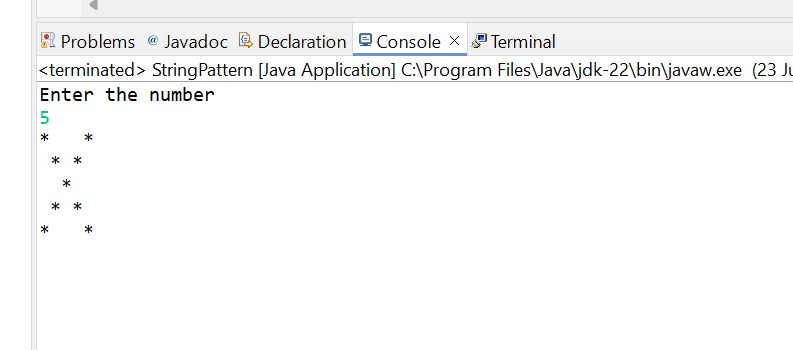 Problems @ Javadoc Declaration Console × Terminal
<terminated> StringPattern [Java Application] C:\Program Files\Java\jdk-22\bin\javaw.exe (23 Ju
Enter the number
5
*   *
 * *
  *
 * *
*   *